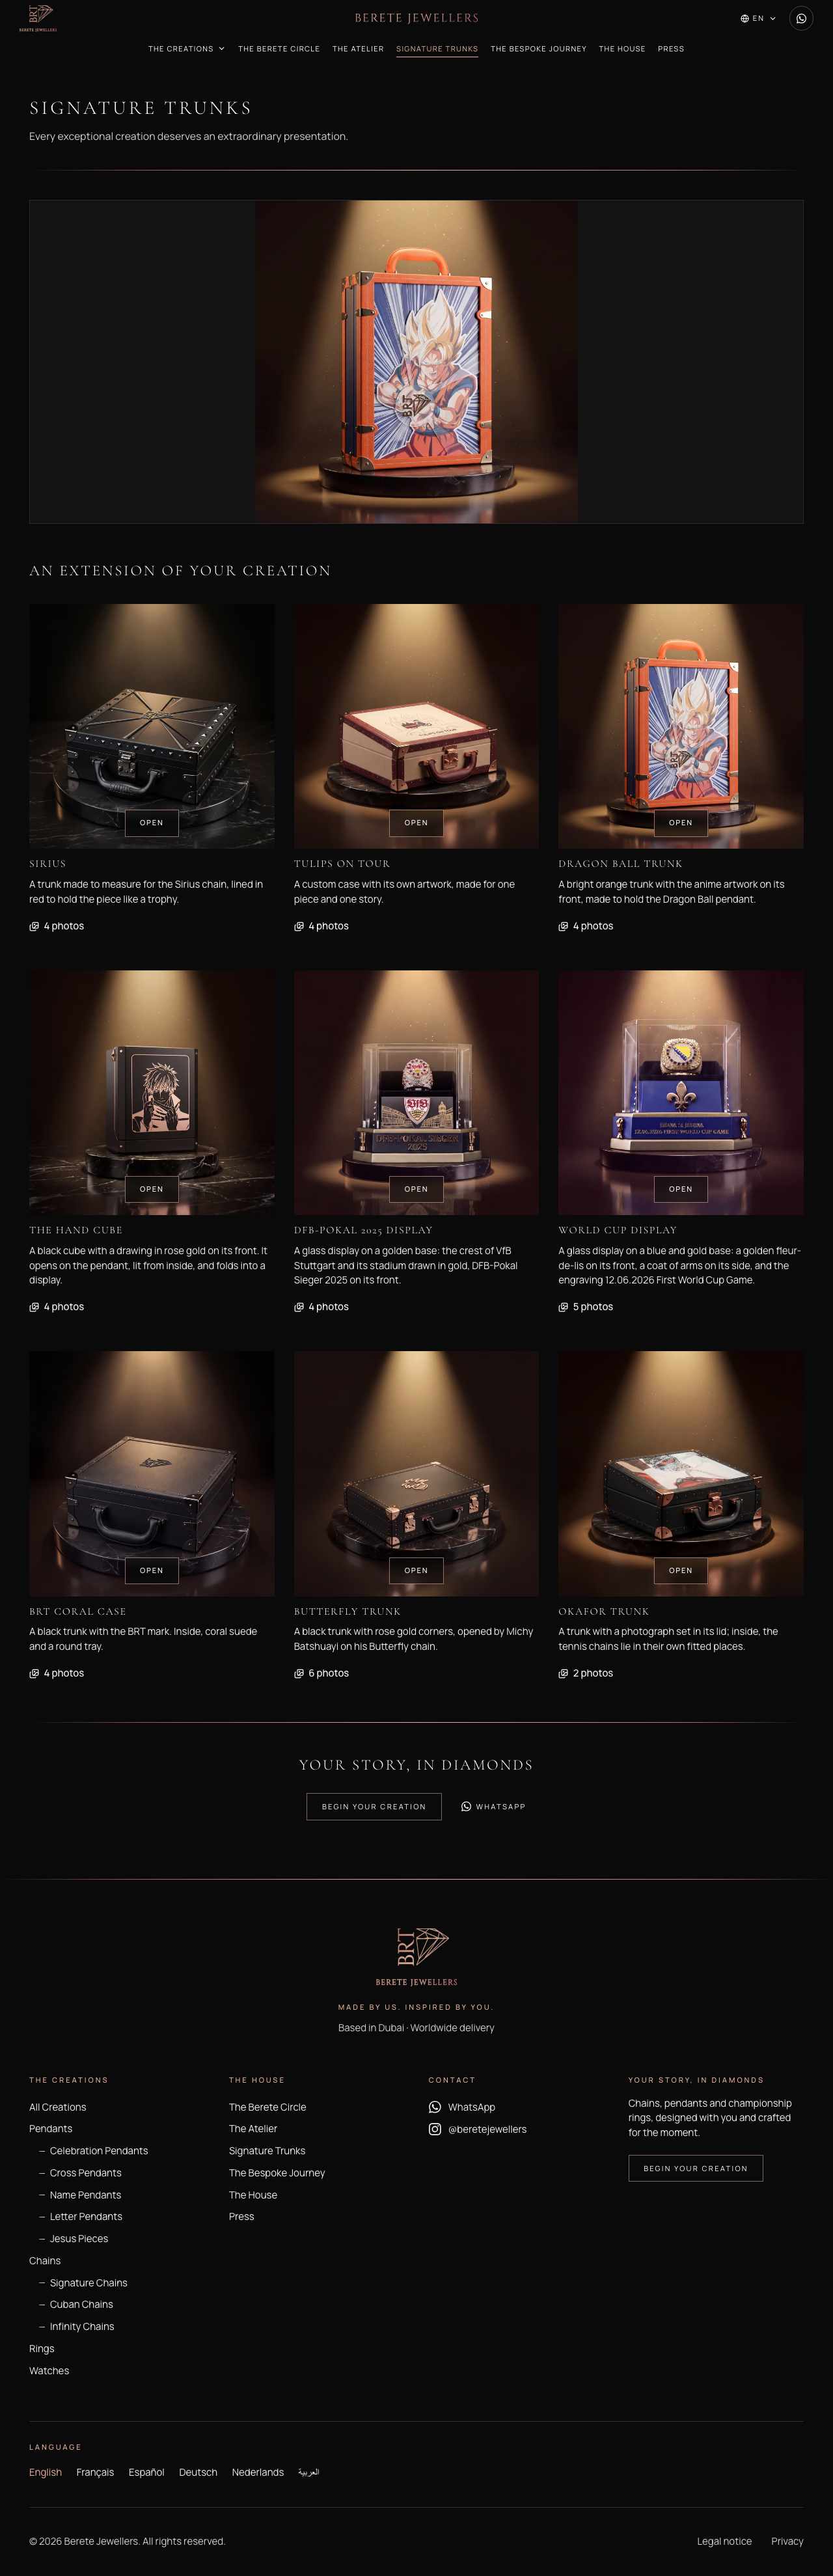 BRT
BERETE JEWELLERS
BERETE JEWELLERS
EN
THE CREATIONS
THE BERETE CIRCLE
THE ATELIER
SIGNATURE TRUNKS
THE BESPOKE JOURNEY
THE HOUSE
PRESS
SIGNATURE TRUNKS
Every exceptional creation deserves an extraordinary presentation.
BRT
AN EXTENSION OF YOUR CREATION
OPEN
OPEN
BRT
OPEN
SIRIUS
A trunk made to measure for the Sirius chain, lined in
red to hold the piece like a trophy.
4 photos
TULIPS ON TOUR
A custom case with its own artwork, made for one
piece and one story.
4 photos
DRAGON BALL TRUNK
A bright orange trunk with the anime artwork on its
front, made to hold the Dragon Ball pendant.
4 photos
OPEN
VfB
DFB-POKAL SIEGER
2025
OPEN
OPEN
THE HAND CUBE
A black cube with a drawing in rose gold on its front. It
opens on the pendant, lit from inside, and folds into a
display.
4 photos
DFB-POKAL 2025 DISPLAY
A glass display on a golden base: the crest of VfB
Stuttgart and its stadium drawn in gold, DFB-Pokal
Sieger 2025 on its front.
4 photos
WORLD CUP DISPLAY
A glass display on a blue and gold base: a golden fleur-
de-lis on its front, a coat of arms on its side, and the
engraving 12.06.2026 First World Cup Game.
5 photos
BRT
OPEN
OPEN
OPEN
BRT CORAL CASE
A black trunk with the BRT mark. Inside, coral suede
and a round tray.
4 photos
BUTTERFLY TRUNK
A black trunk with rose gold corners, opened by Michy
Batshuayi on his Butterfly chain.
6 photos
OKAFOR TRUNK
A trunk with a photograph set in its lid; inside, the
tennis chains lie in their own fitted places.
2 photos
YOUR STORY, IN DIAMONDS
BEGIN YOUR CREATION
WHATSAPP
BRT
BERETE JEWELLERS
MADE BY US. INSPIRED BY YOU.
Based in Dubai · Worldwide delivery
THE CREATIONS
All Creations
Pendants
— Celebration Pendants
— Cross Pendants
— Name Pendants
— Letter Pendants
— Jesus Pieces
Chains
— Signature Chains
— Cuban Chains
— Infinity Chains
Rings
Watches
THE HOUSE
The Berete Circle
The Atelier
Signature Trunks
The Bespoke Journey
The House
Press
CONTACT
WhatsApp
@beretejewellers
YOUR STORY, IN DIAMONDS
Chains, pendants and championship
rings, designed with you and crafted
for the moment.
BEGIN YOUR CREATION
LANGUAGE
English Français Español Deutsch Nederlands العربية
© 2026 Berete Jewellers. All rights reserved.
Legal notice
Privacy